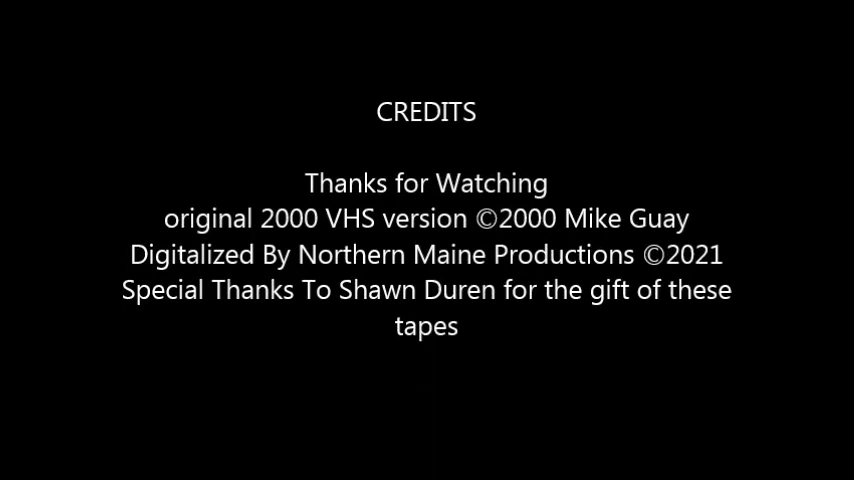 CREDITS
Thanks for Watching
original 2000 VHS version ©2000 Mike Guay
Digitalized By Northern Maine Productions ©2021
Special Thanks To Shawn Duren for the gift of these
tapes